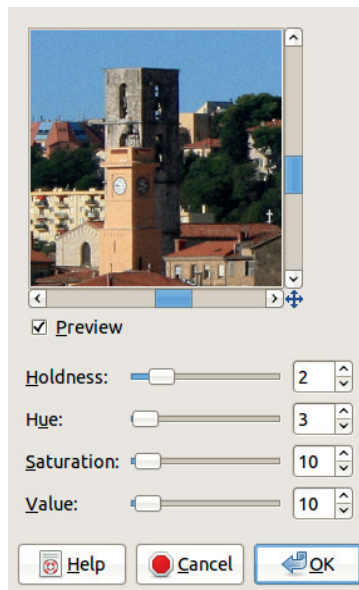 Preview
Holdness: 2
Hue: 3
Saturation: 10
Value: 10
Help Cancel OK